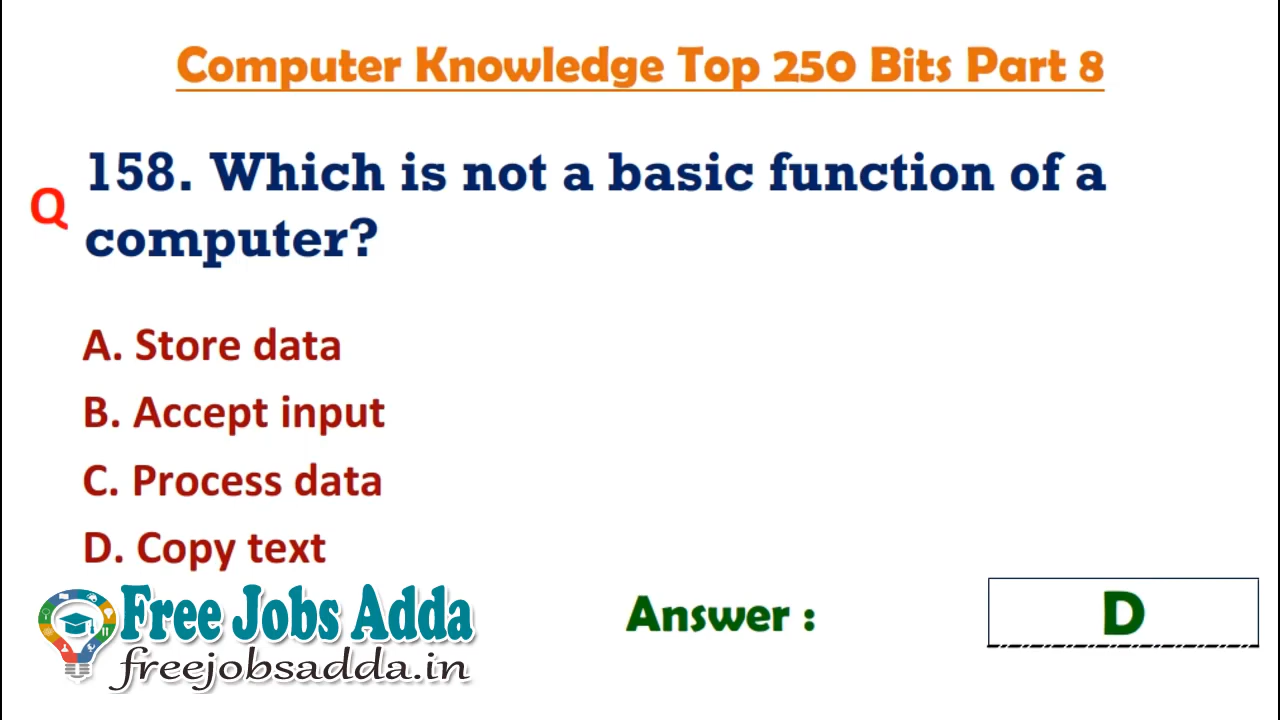 Computer Knowledge Top 250 Bits Part 8
Q
158. Which is not a basic function of a
computer?
A. Store data
B. Accept input
C. Process data
D. Copy text
Free Jobs Adda
freejobsadda.in
Answer :
D